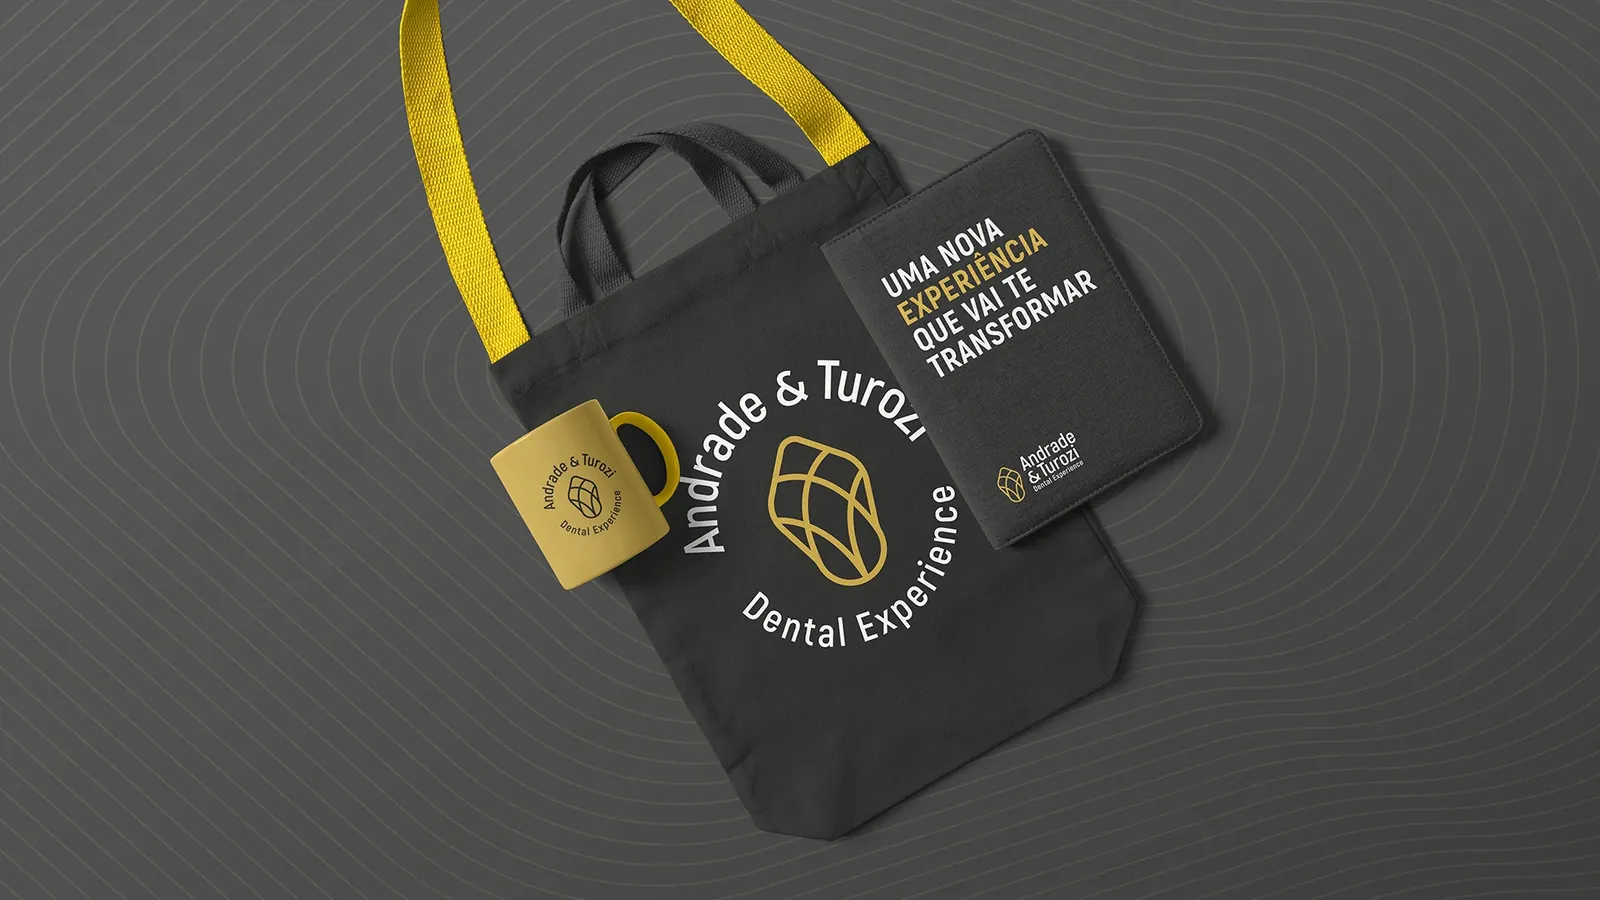 UMA NOVA
EXPERIÊNCIA
QUE VAI TE
TRANSFORMAR
Andrade
& Turozi
Dental Experience
Andrade & Turozi
Dental Experience
Andrade & Turozi
Dental Experience